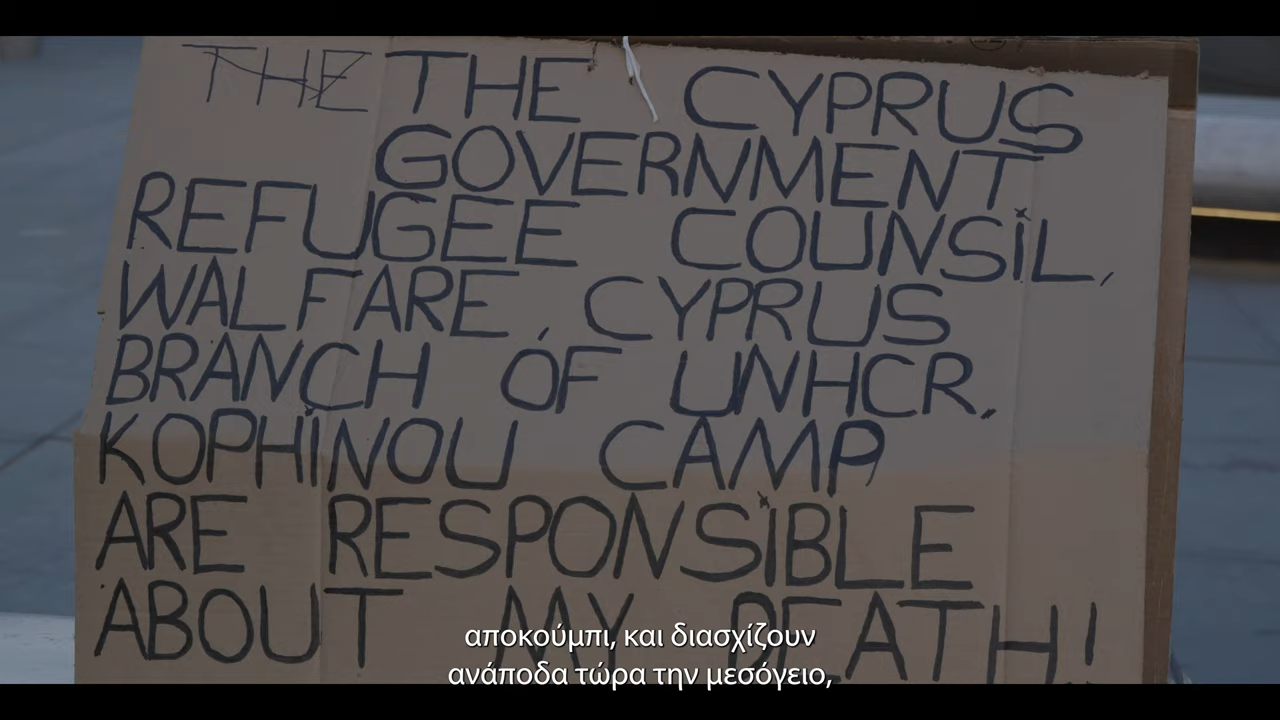 THE THE CYPRUS
GOVERNMENT
REFUGEE COUNSIL,
WALFARE, CYPRUS
BRANCH OF UNHCR,
KOPHINOU CAMP
ARE RESPONSIBLE
ABOUT MY DEATH!
αποκούμπι, και διασχίζουν
ανάποδα τώρα την μεσόγειο,